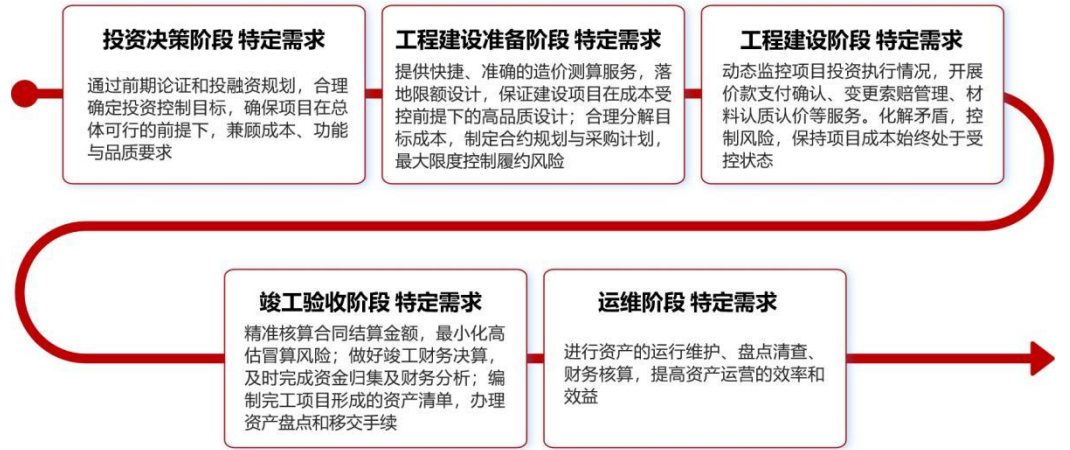 投资决策阶段 特定需求
通过前期论证和投融资规划，合理
确定投资控制目标，确保项目在总
体可行的前提下，兼顾成本、功能
与品质要求
工程建设准备阶段 特定需求
提供快捷、准确的造价测算服务，落
地限额设计，保证建设项目在成本受
控前提下的高品质设计；合理分解目
标成本，制定合约规划与采购计划，
最大限度控制履约风险
工程建设阶段 特定需求
动态监控项目投资执行情况，开展
价款支付确认、变更索赔管理、材
料认质认价等服务。化解矛盾，控
制风险，保持项目成本始终处于受
控状态
竣工验收阶段 特定需求
精准核算合同结算金额，最小化高
估冒算风险；做好竣工财务决算，
及时完成资金归集及财务分析；编
制完工项目形成的资产清单，办理
资产盘点和移交手续
运维阶段 特定需求
进行资产的运行维护、盘点清查、
财务核算，提高资产运营的效率和
效益